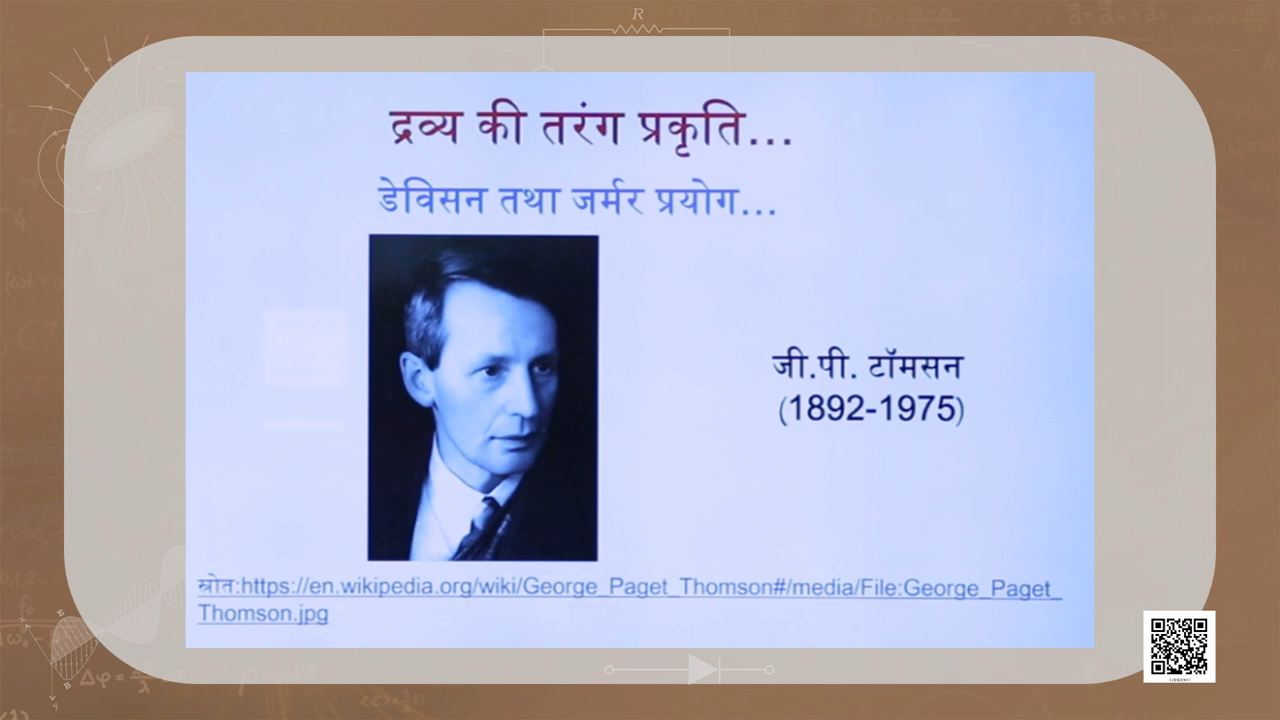 R
द्रव्य की तरंग प्रकृति...
डेविसन तथा जर्मर प्रयोग...
जी.पी. टॉमसन
(1892-1975)
स्रोत:https://en.wikipedia.org/wiki/George_Paget_Thomson#/media/File:George_Paget_
Thomson.jpg